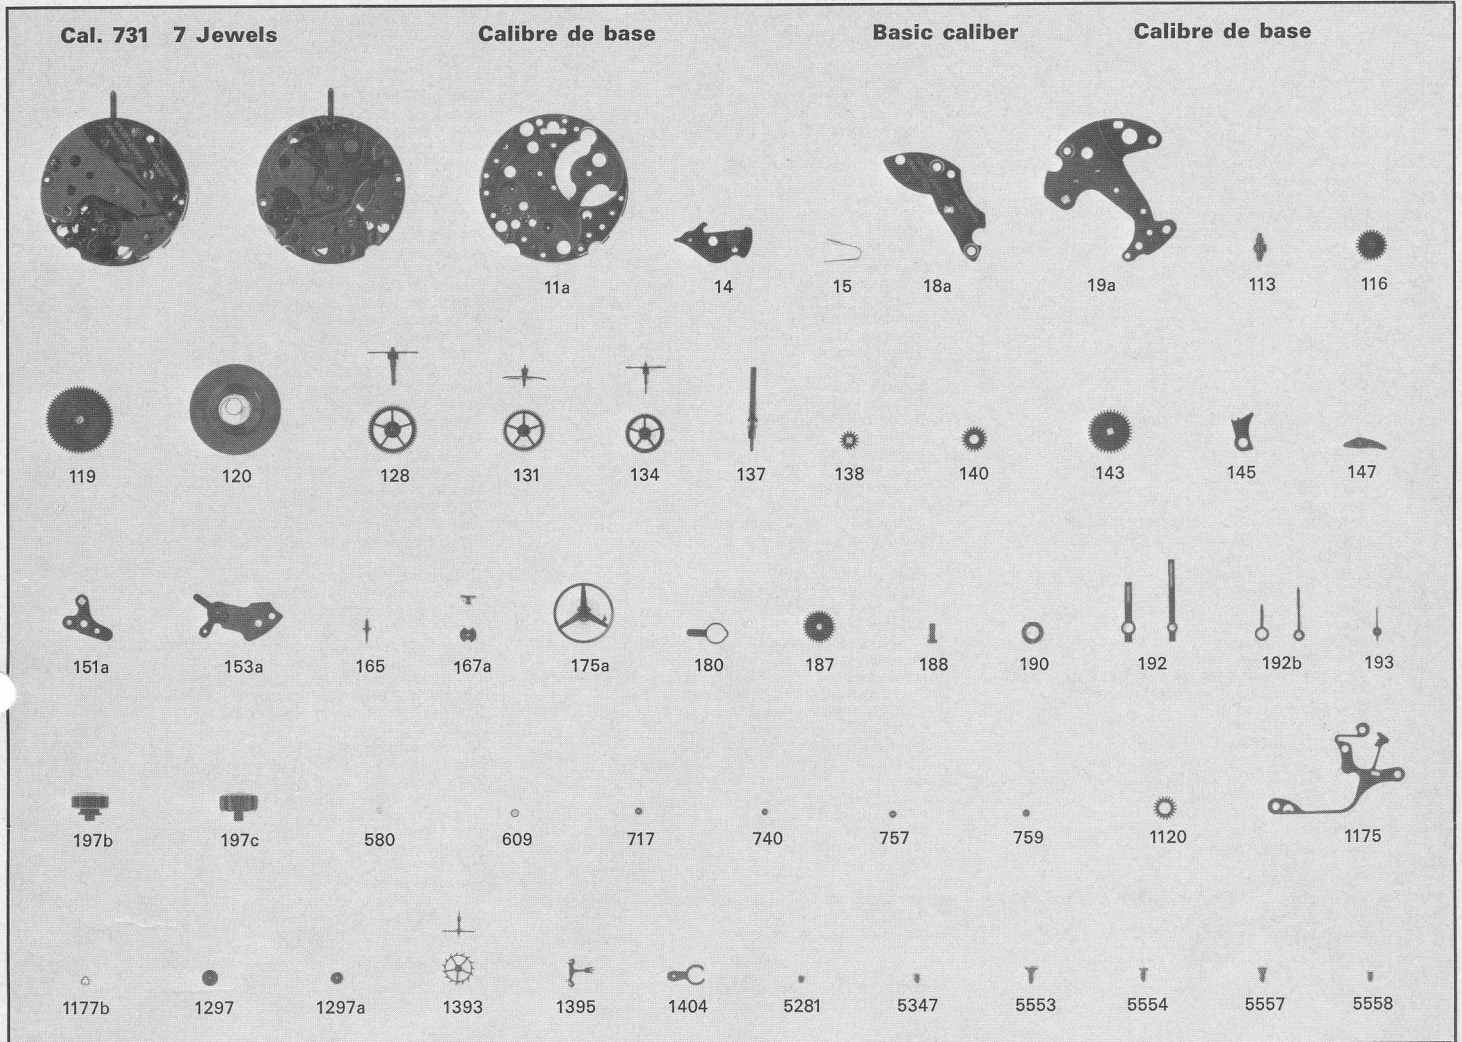 Cal. 731 7 Jewels Calibre de base Basic caliber Calibre de base
11a 14 15 18a 19a 113 116
119 120 128 131 134 137 138 140 143 145 147
151a 153a 165 167a 175a 180 187 188 190 192 192b 193
197b 197c 580 609 717 740 757 759 1120 1175
1177b 1297 1297a 1393 1395 1404 5281 5347 5553 5554 5557 5558